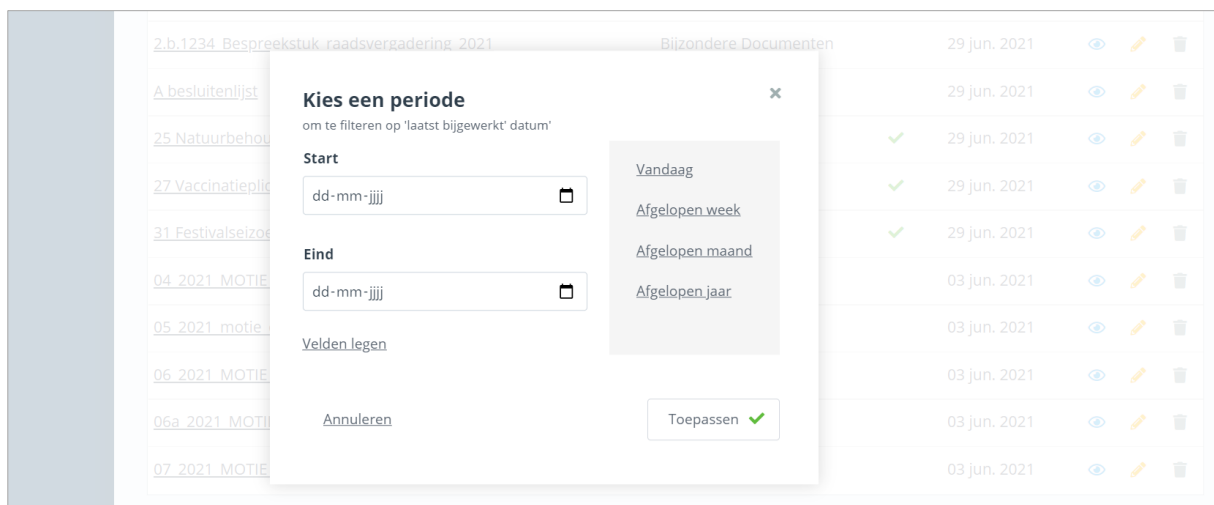 2.b.1234_Bespreekstuk_raadsvergadering_2021 Bijzondere Documenten 29 jun. 2021
A besluitenlijst 29 jun. 2021
25 Natuurbehou 29 jun. 2021
27 Vaccinatieplic 29 jun. 2021
31 Festivalseizoe 29 jun. 2021
04_2021_MOTIE 03 jun. 2021
05_2021_motie 03 jun. 2021
06_2021_MOTIE 03 jun. 2021
06a_2021_MOTI 03 jun. 2021
07_2021_MOTIE 03 jun. 2021
Kies een periode
om te filteren op 'laatst bijgewerkt' datum'
Start
dd-mm-jjjj
Eind
dd-mm-jjjj
Velden legen
Vandaag
Afgelopen week
Afgelopen maand
Afgelopen jaar
Annuleren
Toepassen